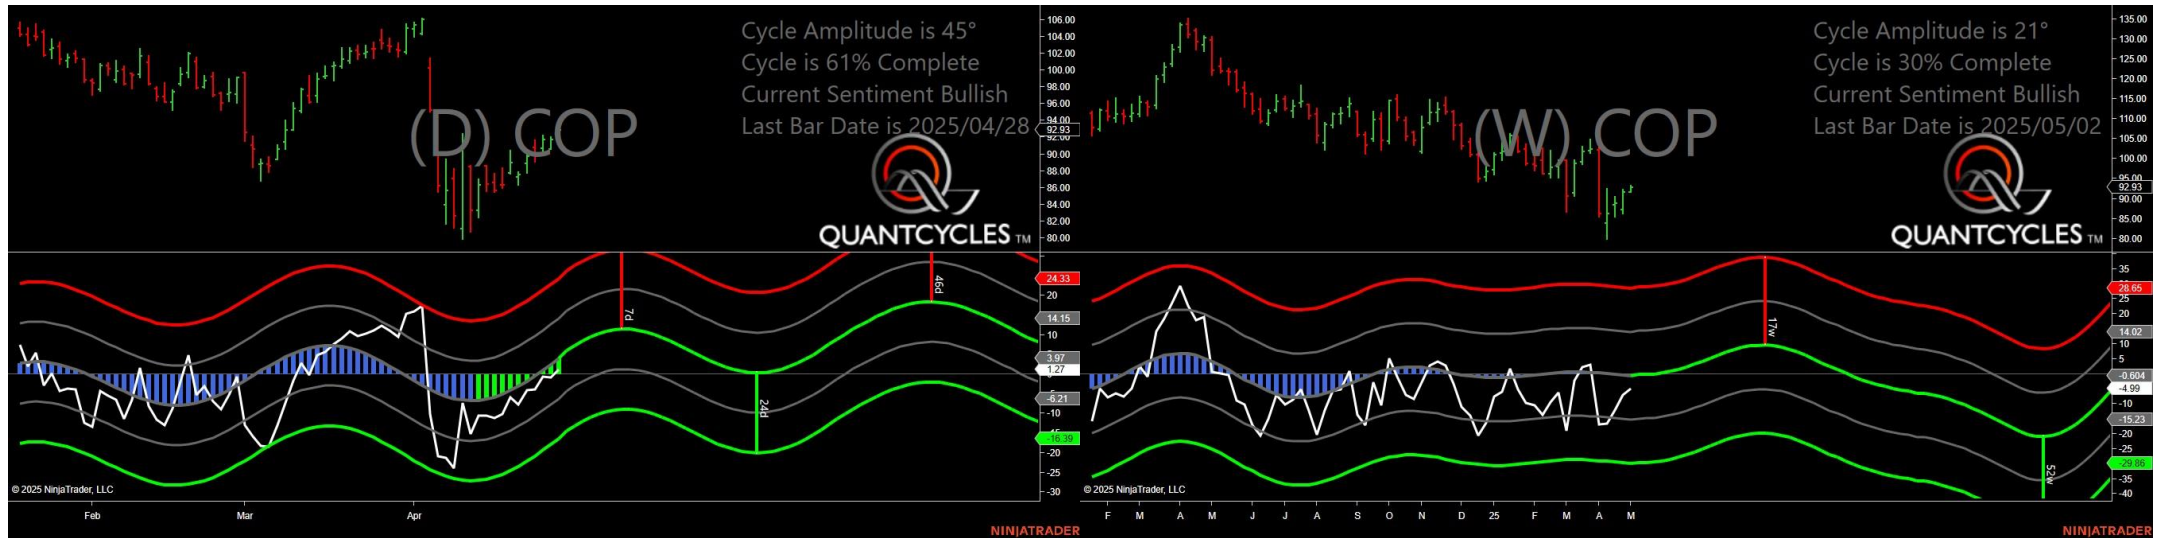 Cycle Amplitude is 45°
Cycle is 61% Complete
Current Sentiment Bullish
Last Bar Date is 2025/04/28
(D) COP
QUANTCYCLES TM
106.00
104.00
102.00
100.00
98.00
96.00
94.00
92.93
92.00
90.00
88.00
86.00
84.00
82.00
80.00
7d
24d
46d
24.33
20
14.15
10
3.97
1.27
-6.21
-10
-16.39
-20
-25
-30
© 2025 NinjaTrader, LLC
Feb Mar Apr
NINJATRADER
Cycle Amplitude is 21°
Cycle is 30% Complete
Current Sentiment Bullish
Last Bar Date is 2025/05/02
(W) COP
QUANTCYCLES TM
135.00
130.00
125.00
120.00
115.00
110.00
105.00
100.00
95.00
92.93
90.00
85.00
80.00
17w
52w
35
28.65
25
20
14.02
10
5
-0.604
-4.99
-10
-15.23
-20
-25
-29.86
-35
-40
© 2025 NinjaTrader, LLC
F M A M J J A S O N D 25 F M A M
NINJATRADER